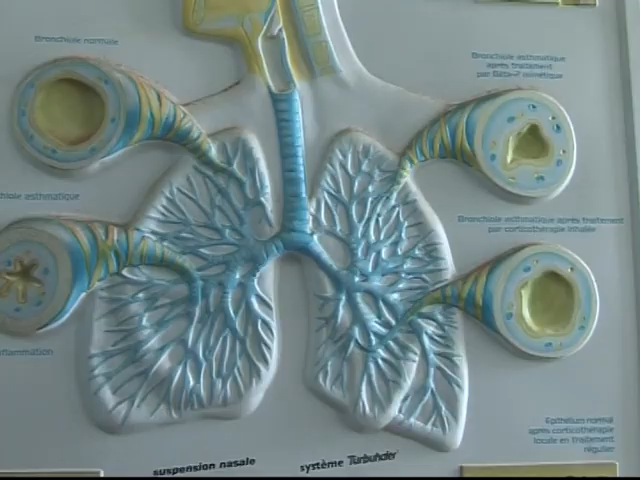 Bronchiole normale
Bronchiole asthmatique
après traitement
par Béta-2 mimétique
chiole asthmatique
Bronchiole asthmatique après traitement
par corticothérapie inhalée
nflammation
Epithélium normal
après corticothérapie
locale en traitement
régulier
suspension nasale
système Turbuhaler